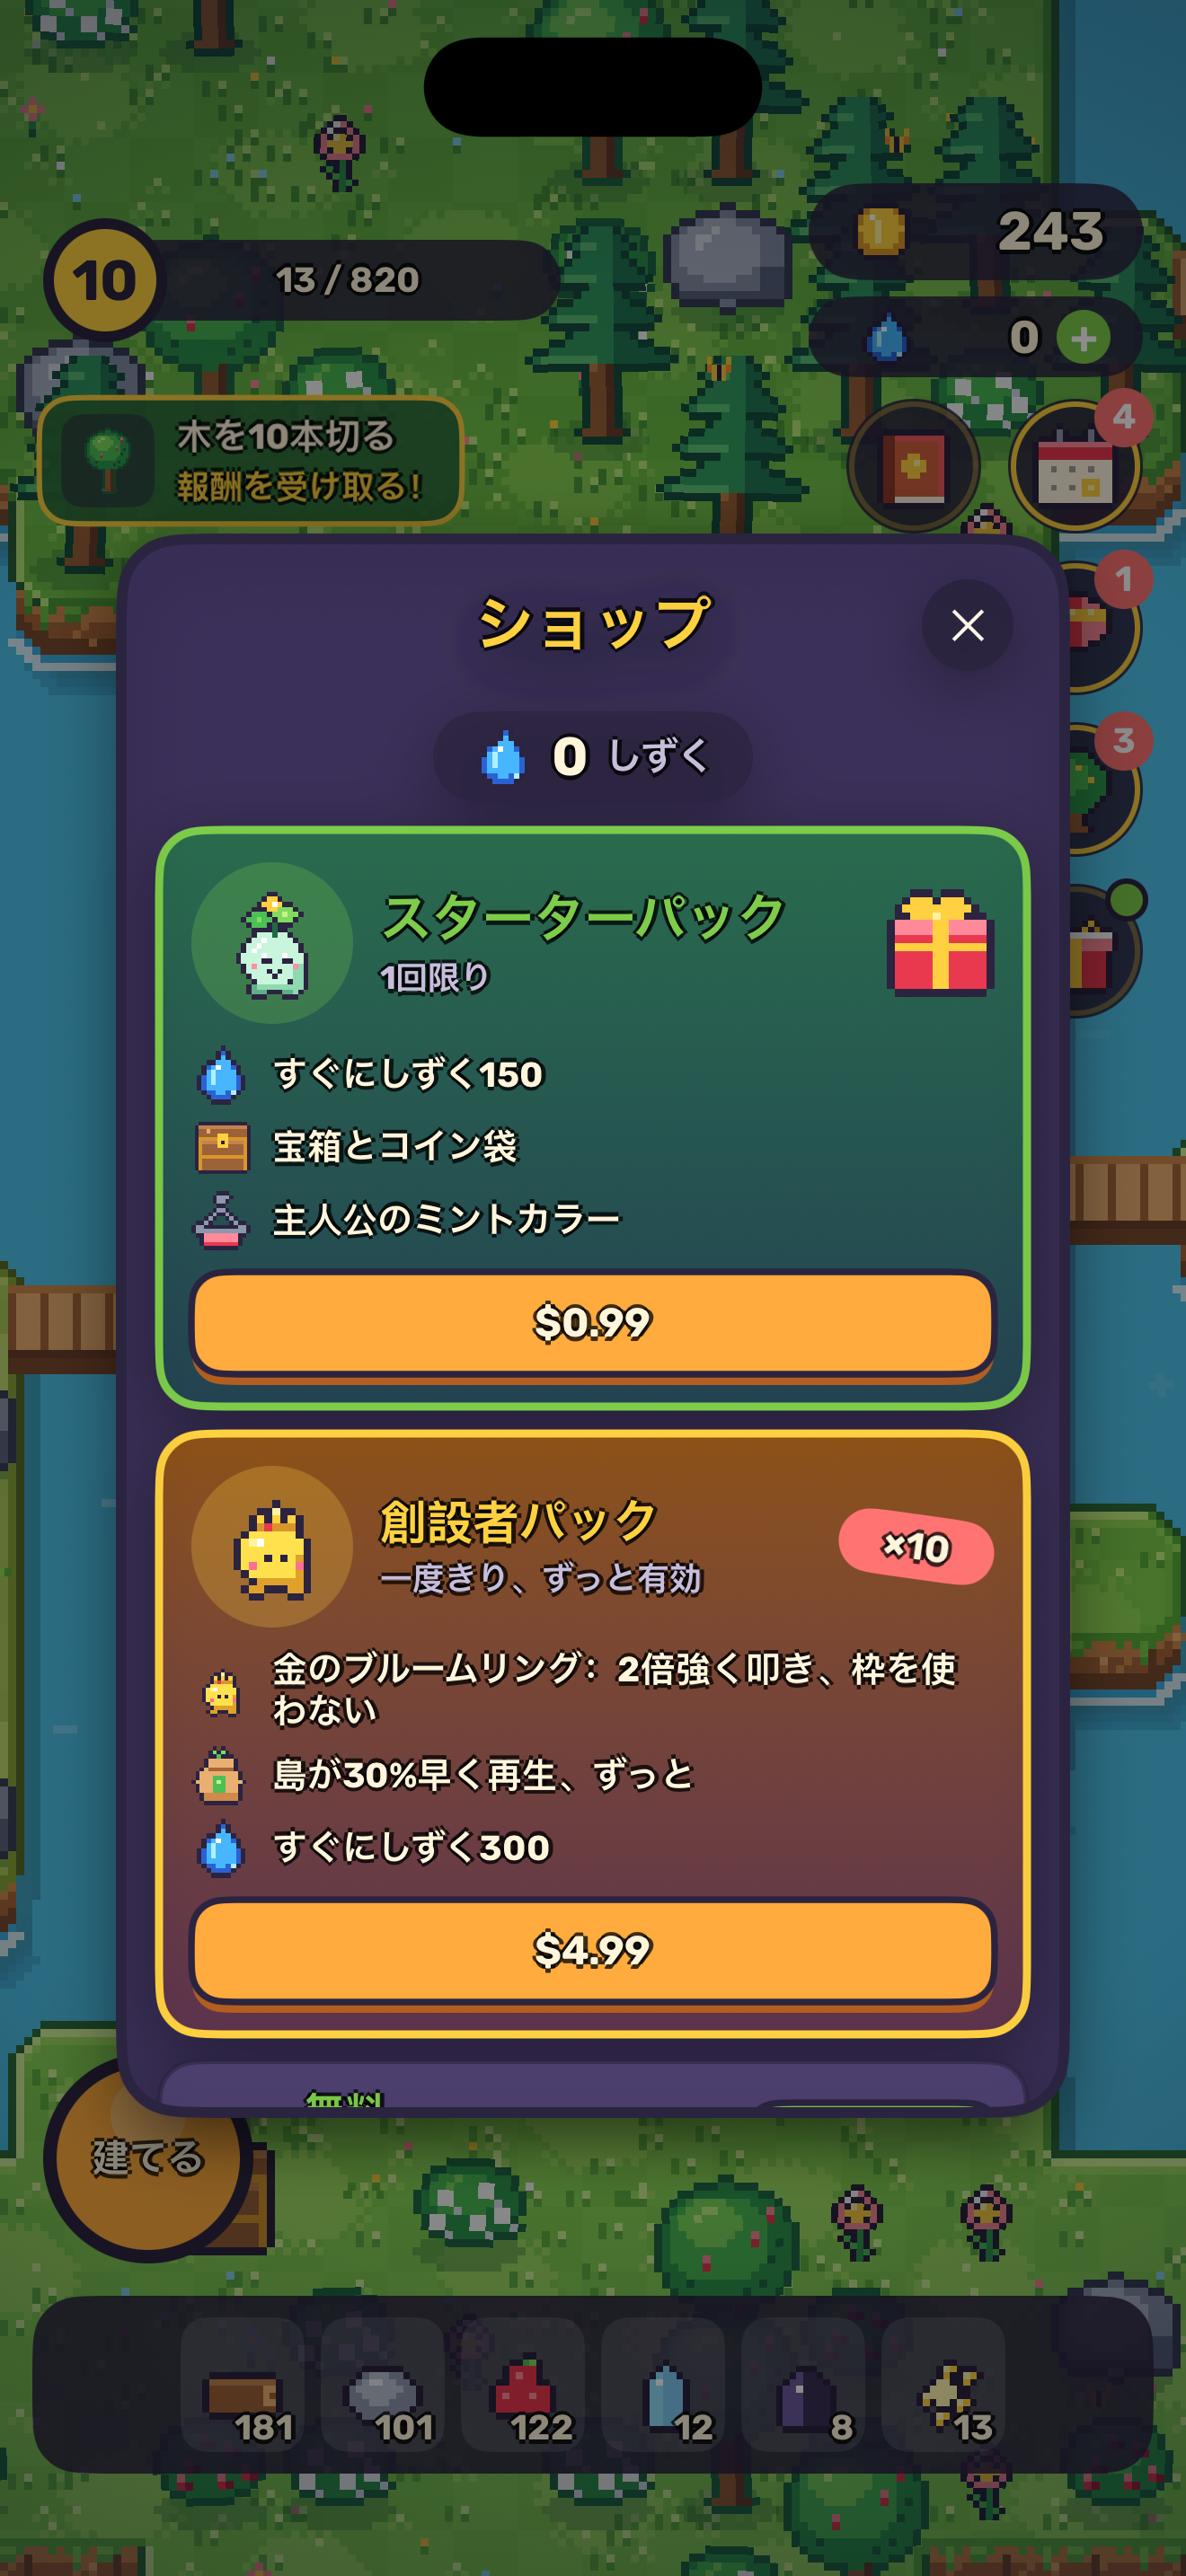 243
10
13 / 820
0
木を10本切る
報酬を受け取る!
4
1
3
ショップ
0 しずく
スターターパック
1回限り
すぐにしずく150
宝箱とコイン袋
主人公のミントカラー
$0.99
創設者パック
一度きり、ずっと有効
×10
金のブルームリング: 2倍強く叩き、枠を使
わない
島が30%早く再生、ずっと
すぐにしずく300
$4.99
無料
建てる
181
101
122
12
8
13